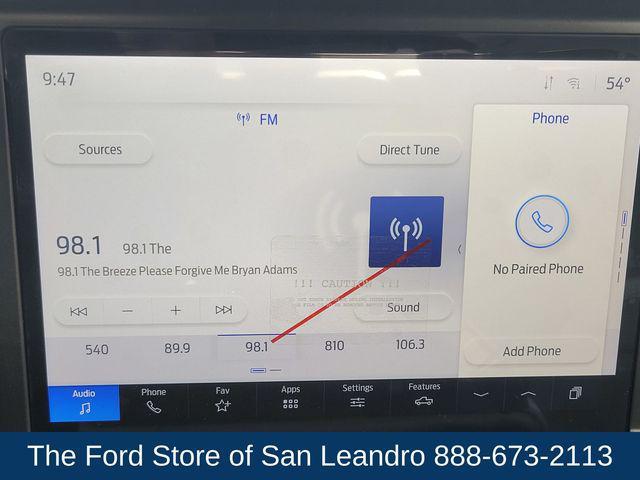 9:47
54°
FM
Phone
Sources
Direct Tune
98.1
98.1 The
98.1 The Breeze Please Forgive Me Bryan Adams
No Paired Phone
!!! CAUTION !!!
Sound
540
89.9
98.1
810
106.3
Add Phone
Audio
Phone
Fav
Apps
Settings
Features
The Ford Store of San Leandro 888-673-2113